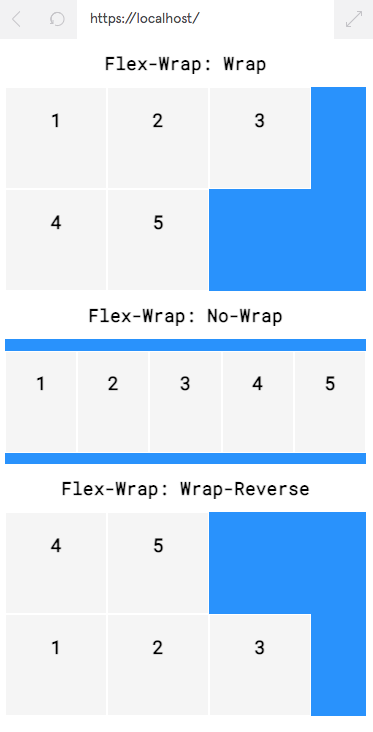 https://localhost/
Flex-Wrap: Wrap
1 2 3
4 5
Flex-Wrap: No-Wrap
1 2 3 4 5
Flex-Wrap: Wrap-Reverse
4 5
1 2 3